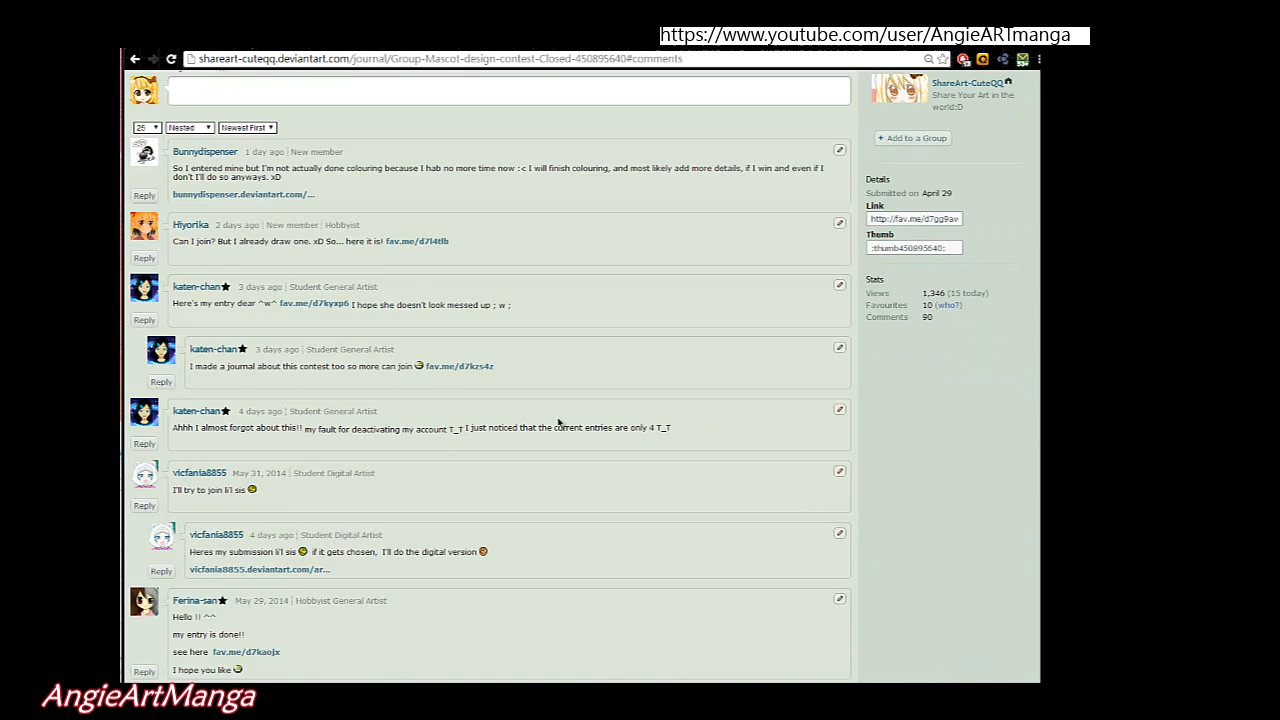 https://www.youtube.com/user/AngieARTmanga
shareart-cuteqq.deviantart.com/journal/Group-Mascot-design-contest-Closed-450895640#comments
25 Nested Newest First
Bunnydispenser 1 day ago | New member
So I entered mine but I'm not actually done colouring because I hab no more time now :< I will finish colouring, and most likely add more details, if I win and even if I
don't I'll do so anyways. xD
bunnydispenser.deviantart.com/...
Reply
Hiyorika 2 days ago | New member | Hobbyist
Can I join? But I already draw one. xD So... here it is! fav.me/d7l4tlb
Reply
katen-chan 3 days ago | Student General Artist
Here's my entry dear ^w^ fav.me/d7kyxp6 I hope she doesn't look messed up ; w ;
Reply
katen-chan 3 days ago | Student General Artist
I made a journal about this contest too so more can join fav.me/d7kzs4z
Reply
katen-chan 4 days ago | Student General Artist
Ahhh I almost forgot about this!! my fault for deactivating my account T_T I just noticed that the current entries are only 4 T_T
Reply
vicfania8855 May 31, 2014 | Student Digital Artist
I'll try to join li'l sis
Reply
vicfania8855 4 days ago | Student Digital Artist
Heres my submission li'l sis if it gets chosen, I'll do the digital version
vicfania8855.deviantart.com/ar...
Reply
Ferina-san May 29, 2014 | Hobbyist General Artist
Hello !! ^^
my entry is done!!
see here fav.me/d7kaojx
I hope you like
Reply
ShareArt-CuteQQ
Share Your Art in the
world:D
+ Add to a Group
Details
Submitted on April 29
Link
http://fav.me/d7gg9av
Thumb
:thumb450895640:
Stats
Views 1,346 (15 today)
Favourites 10 (who?)
Comments 90
AngieArtManga